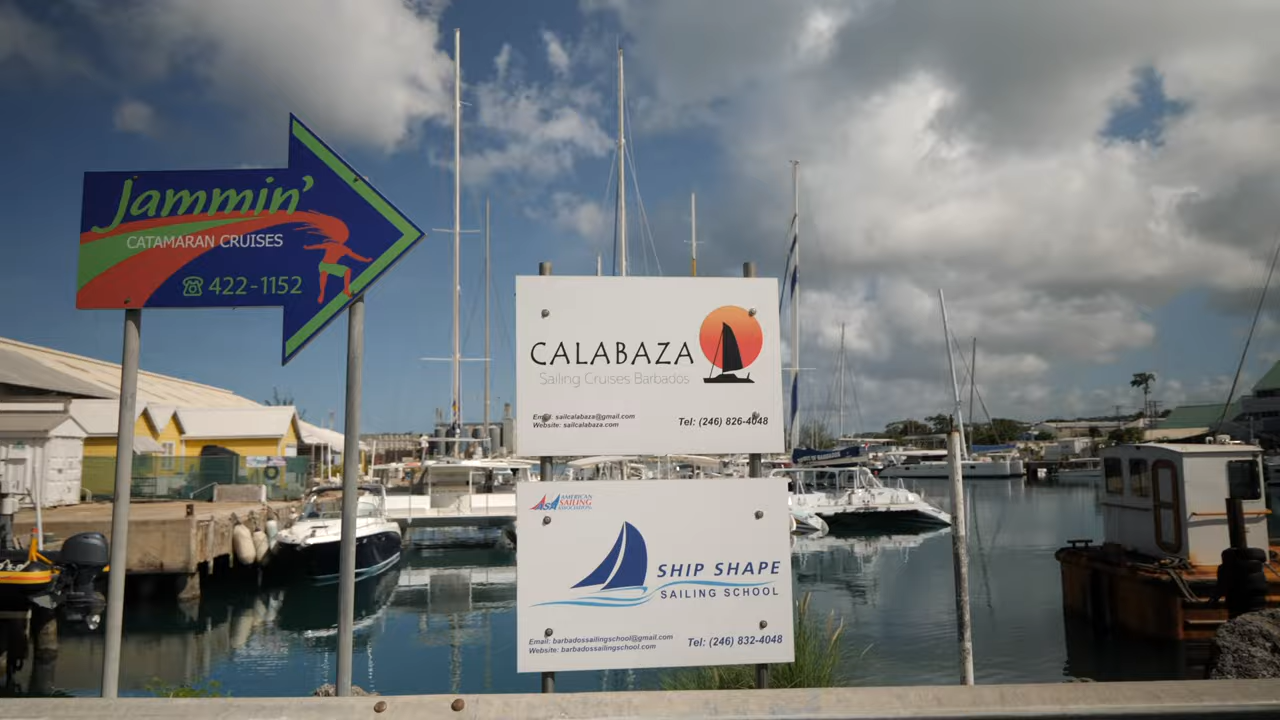 Jammin'
CATAMARAN CRUISES
☏ 422-1152
CALABAZA
Sailing Cruises Barbados
Email: sailcalabaza@gmail.com
Website: sailcalabaza.com
Tel: (246) 826-4048
AMERICAN
SAILING
ASSOCIATION
SHIP SHAPE
SAILING SCHOOL
Email: barbadossailingschool@gmail.com
Website: barbadossailingschool.com
Tel: (246) 832-4048